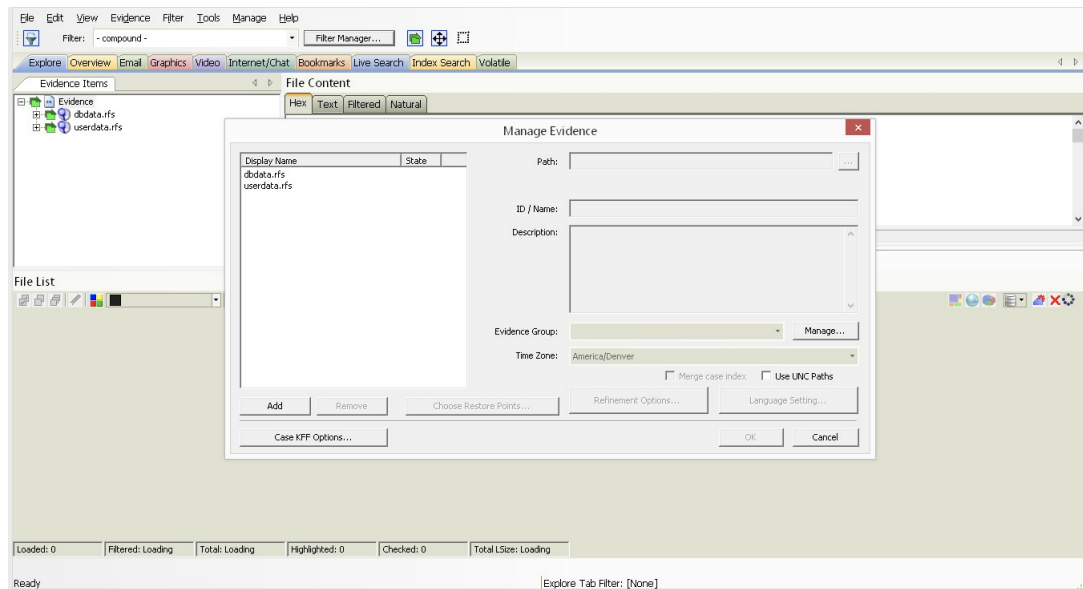 File Edit View Evidence Filter Tools Manage Help
Filter: - compound - Filter Manager...
Explore Overview Email Graphics Video Internet/Chat Bookmarks Live Search Index Search Volatile
Evidence Items
Evidence
dbdata.rfs
userdata.rfs
File Content
Hex Text Filtered Natural
Manage Evidence
Display Name State
dbdata.rfs
userdata.rfs
Path: ...
ID / Name:
Description:
Evidence Group: Manage...
Time Zone: America/Denver
Merge case index Use UNC Paths
Add Remove Choose Restore Points... Refinement Options... Language Setting...
Case KFF Options... OK Cancel
File List
Loaded: 0 Filtered: Loading Total: Loading Highlighted: 0 Checked: 0 Total LSize: Loading
Ready Explore Tab Filter: [None]